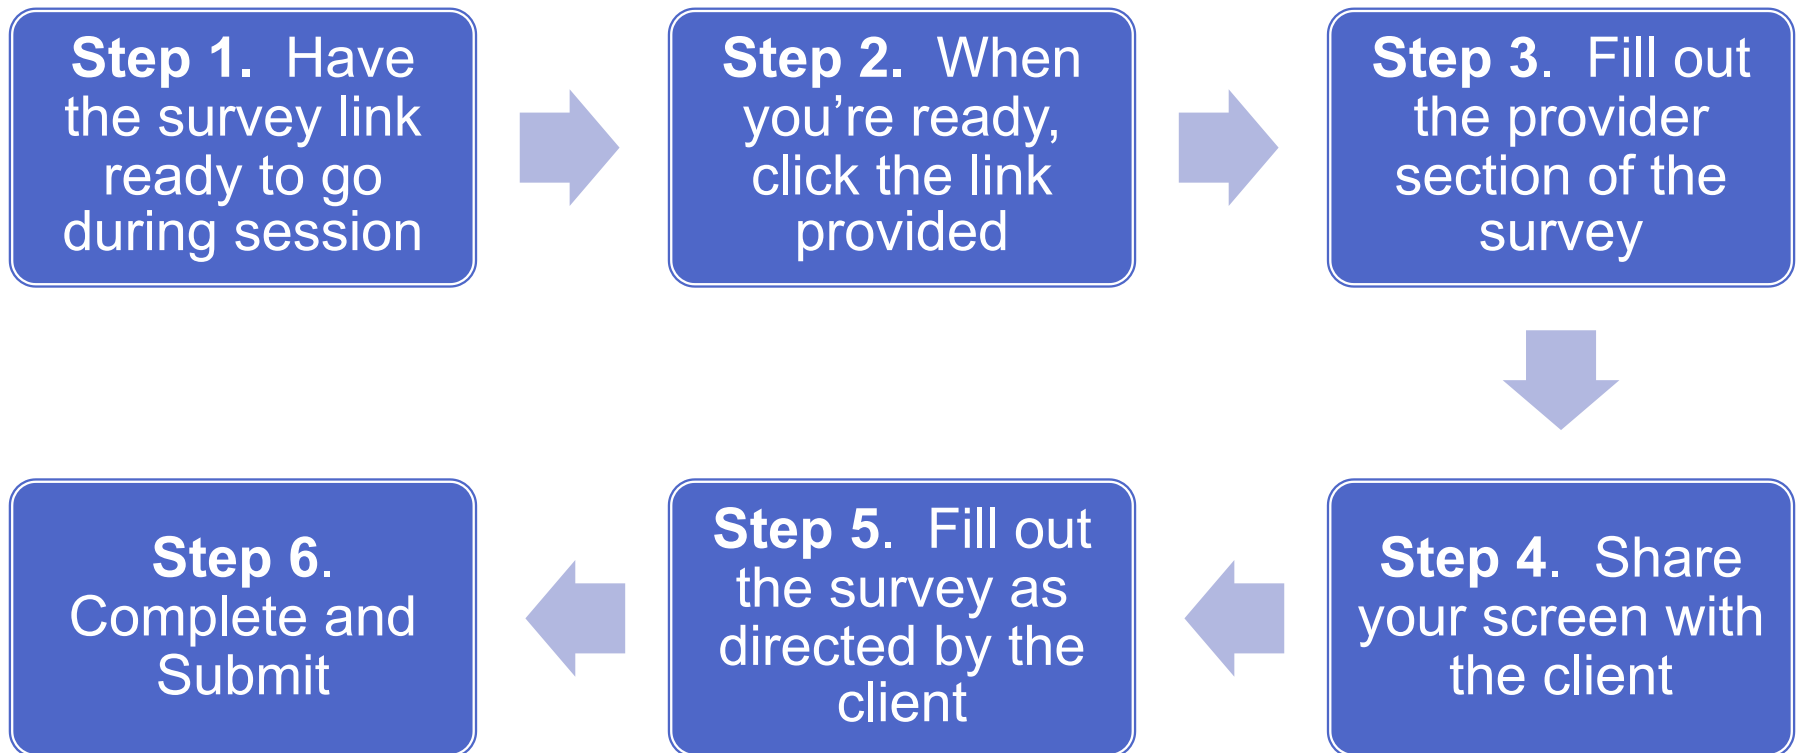 Step 1.  Have
the survey link
ready to go
during session
Step 2.  When
you’re ready,
click the link
provided
Step 3.  Fill out
the provider
section of the
survey
Step 4.  Share
your screen with
the client
Step 5.  Fill out
the survey as
directed by the
client
Step 6.
Complete and
Submit